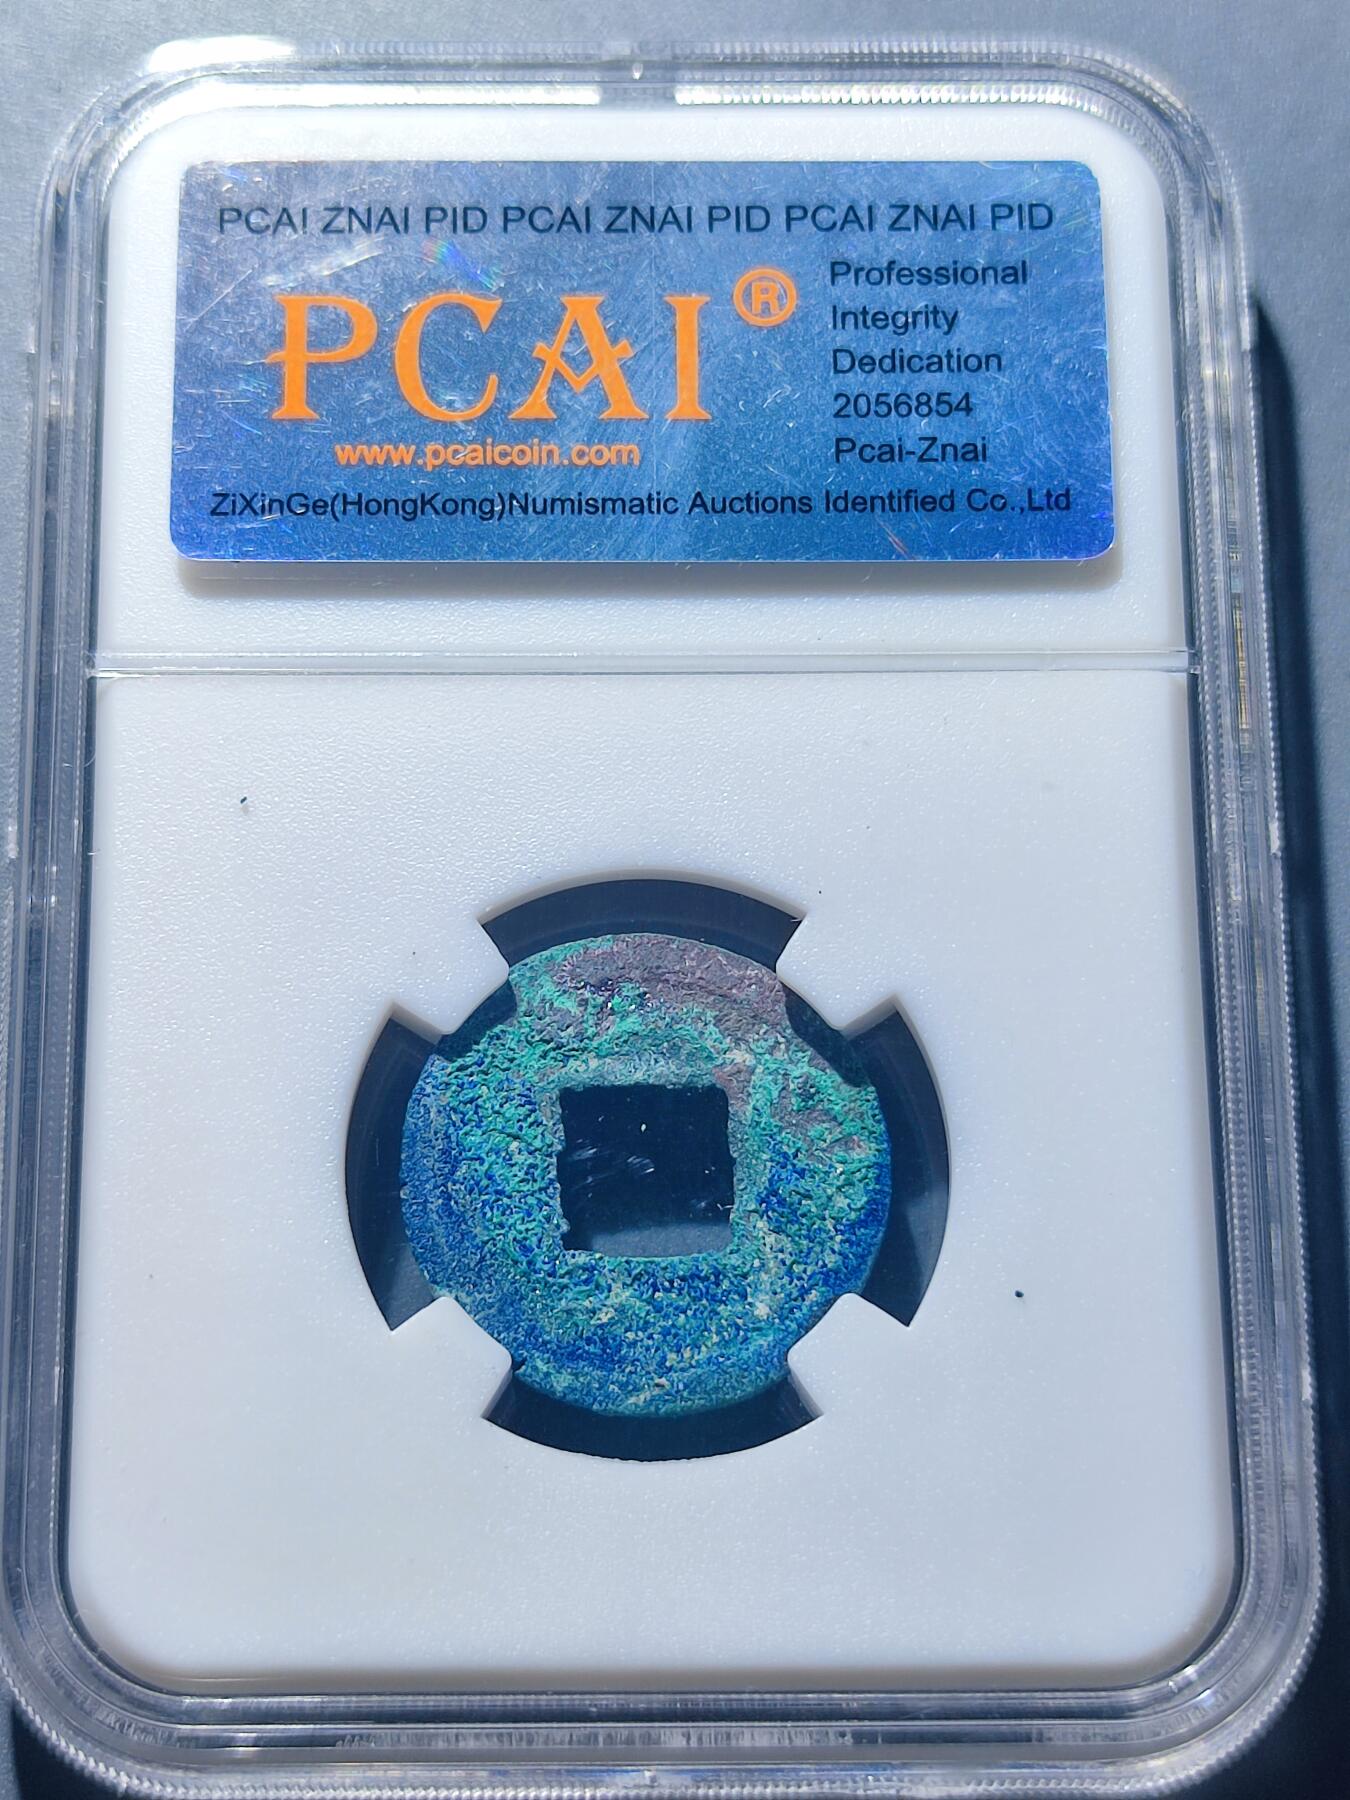 PCAI ZNAI PID PCAI ZNAI PID PCAI ZNAI PID
PCAI®
www.pcaicoin.com
Professional
Integrity
Dedication
2056854
Pcai-Znai
ZiXinGe(HongKong)Numismatic Auctions Identified Co.,Ltd